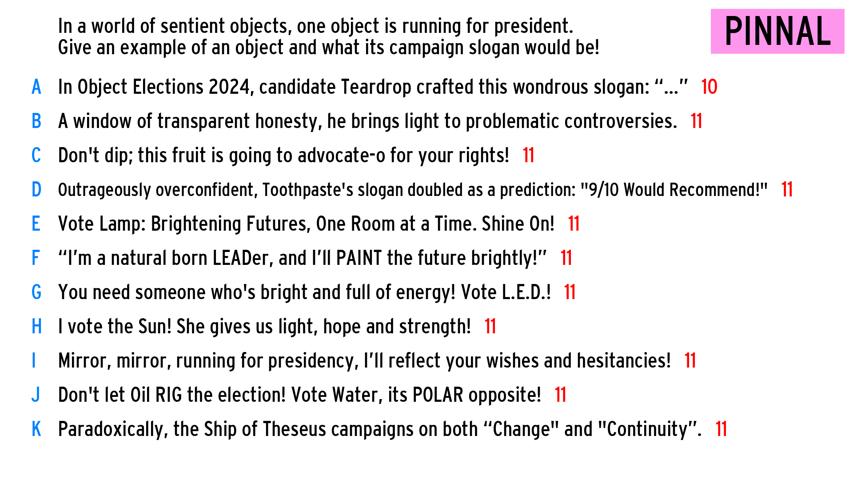 In a world of sentient objects, one object is running for president.
Give an example of an object and what its campaign slogan would be!
PINNAL
A In Object Elections 2024, candidate Teardrop crafted this wondrous slogan: “...” 10
B A window of transparent honesty, he brings light to problematic controversies. 11
C Don't dip; this fruit is going to advocate-o for your rights! 11
D Outrageously overconfident, Toothpaste's slogan doubled as a prediction: "9/10 Would Recommend!" 11
E Vote Lamp: Brightening Futures, One Room at a Time. Shine On! 11
F “I’m a natural born LEADer, and I’ll PAINT the future brightly!” 11
G You need someone who's bright and full of energy! Vote L.E.D.! 11
H I vote the Sun! She gives us light, hope and strength! 11
I Mirror, mirror, running for presidency, I’ll reflect your wishes and hesitancies! 11
J Don't let Oil RIG the election! Vote Water, its POLAR opposite! 11
K Paradoxically, the Ship of Theseus campaigns on both “Change" and "Continuity”. 11